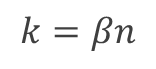 k = βn